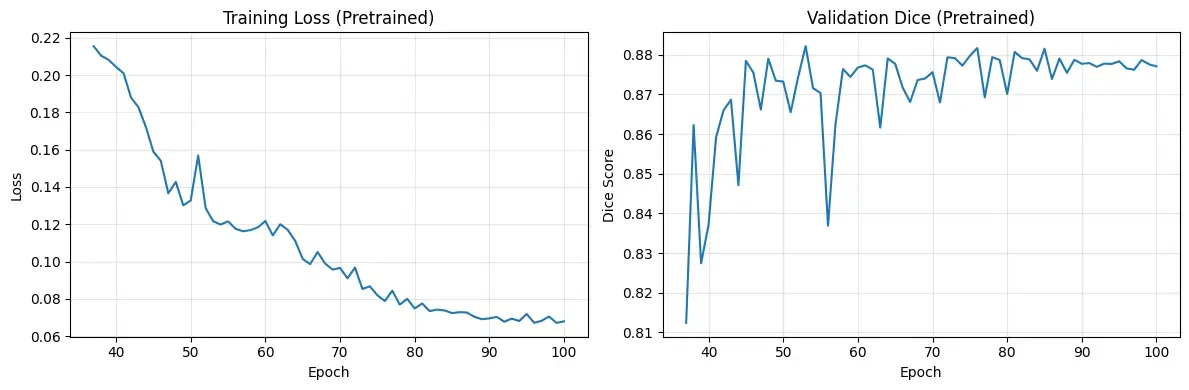 Training Loss (Pretrained)
Loss
0.22
0.20
0.18
0.16
0.14
0.12
0.10
0.08
0.06
40 50 60 70 80 90 100
Epoch
Validation Dice (Pretrained)
Dice Score
0.88
0.87
0.86
0.85
0.84
0.83
0.82
0.81
40 50 60 70 80 90 100
Epoch